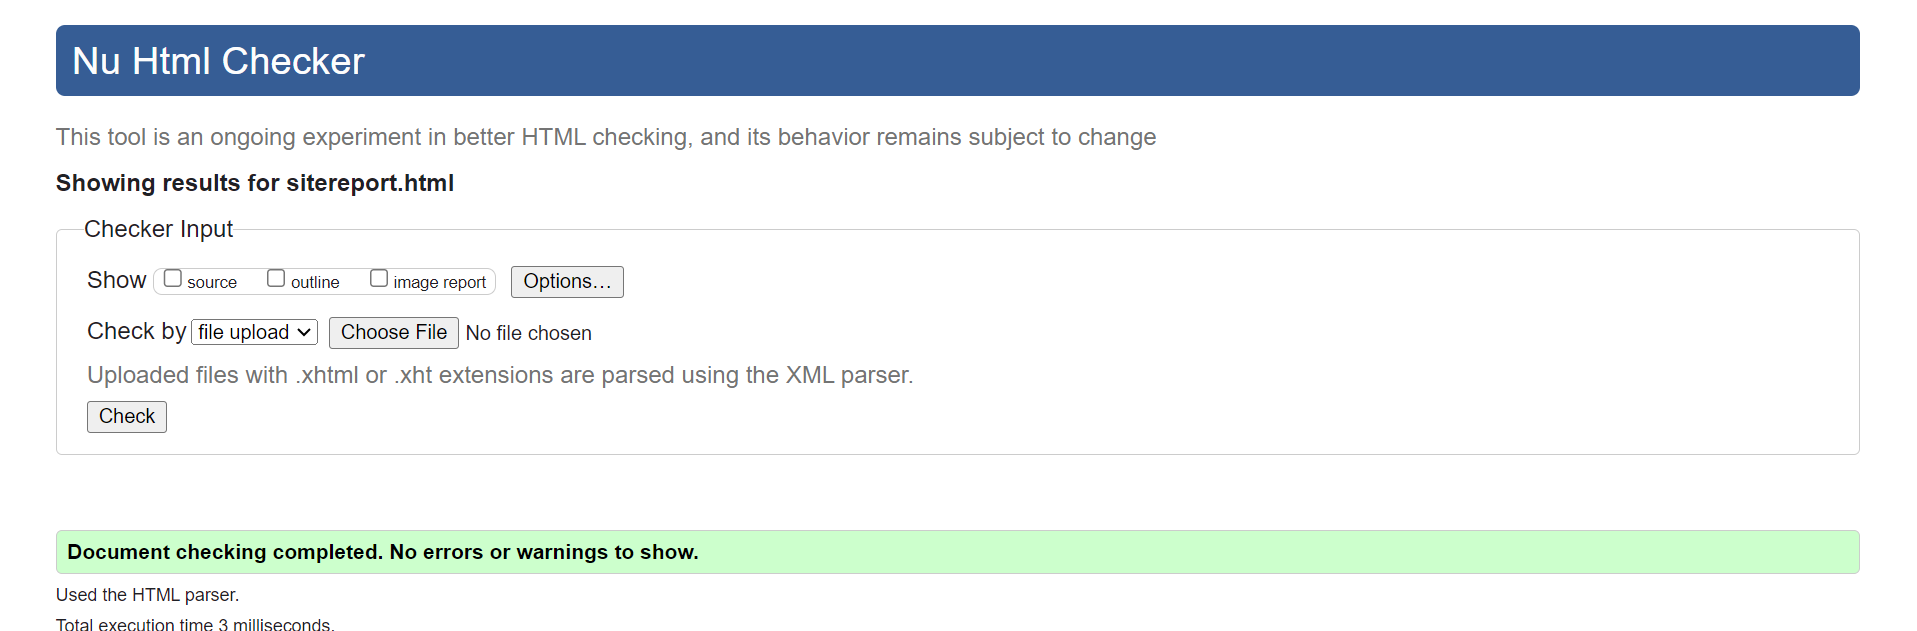 Nu Html Checker
This tool is an ongoing experiment in better HTML checking, and its behavior remains subject to change
Showing results for sitereport.html
Checker Input
Show source outline image report Options...
Check by file upload Choose File No file chosen
Uploaded files with .xhtml or .xht extensions are parsed using the XML parser.
Check
Document checking completed. No errors or warnings to show.
Used the HTML parser.
Total execution time 3 milliseconds.